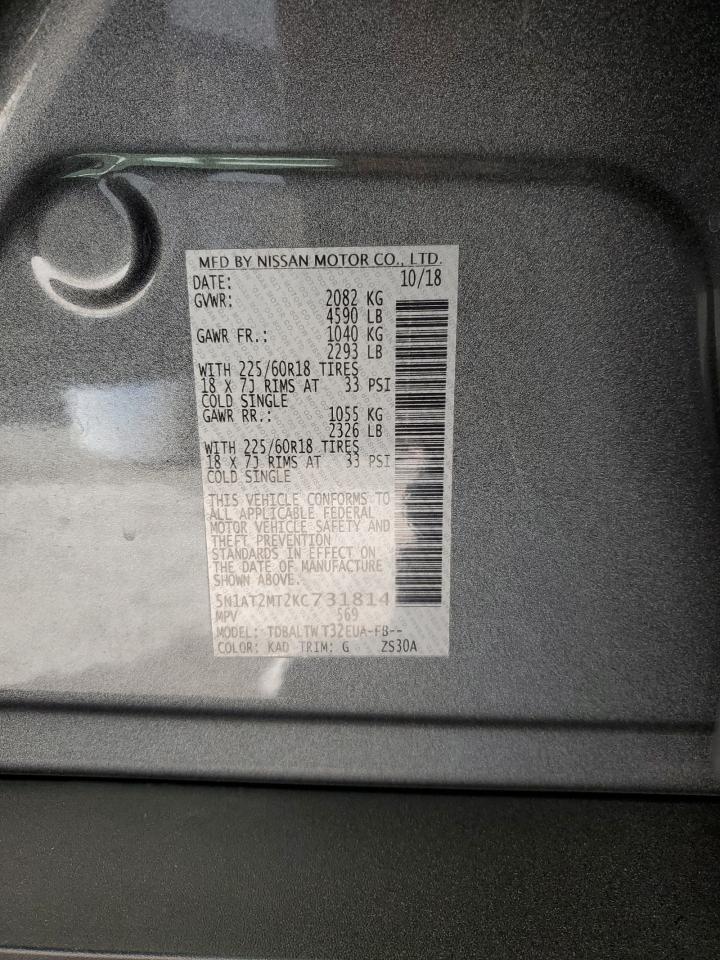 MFD BY NISSAN MOTOR CO., LTD.
DATE: 10/18
GVWR: 2082 KG
4590 LB
GAWR FR.: 1040 KG
2293 LB
WITH 225/60R18 TIRES
18 X 7J RIMS AT 33 PSI
COLD SINGLE
GAWR RR.: 1055 KG
2326 LB
WITH 225/60R18 TIRES
18 X 7J RIMS AT 33 PSI
COLD SINGLE
THIS VEHICLE CONFORMS TO
ALL APPLICABLE FEDERAL
MOTOR VEHICLE SAFETY AND
THEFT PREVENTION
STANDARDS IN EFFECT ON
THE DATE OF MANUFACTURE
SHOWN ABOVE.
5N1AT2MT2KC731814
MPV 569
MODEL: TDBALTW T32EUA-FB--
COLOR: KAD TRIM: G ZS30A